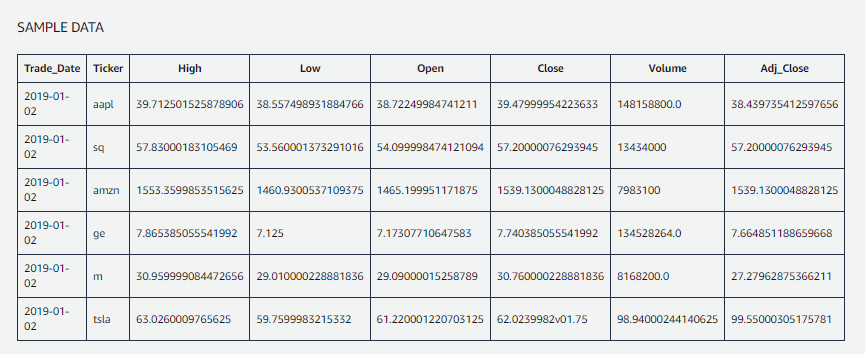 SAMPLE DATA
Trade_Date Ticker High Low Open Close Volume Adj_Close
2019-01-02 aapl 39.712501525878906 38.557498931884766 38.72249984741211 39.47999954223633 148158800.0 38.439735412597656
2019-01-02 sq 57.83000183105469 53.560001373291016 54.099998474121094 57.20000076293945 13434000 57.20000076293945
2019-01-02 amzn 1553.3599853515625 1460.9300537109375 1465.199951171875 1539.1300048828125 7983100 1539.1300048828125
2019-01-02 ge 7.865385055541992 7.125 7.17307710647583 7.740385055541992 134528264.0 7.664851188659668
2019-01-02 m 30.959999084472656 29.010000228881836 29.09000015258789 30.760000228881836 8168200.0 27.27962875366211
2019-01-02 tsla 63.0260009765625 59.7599983215332 61.220001220703125 62.0239982v01.75 98.94000244140625 99.55000305175781